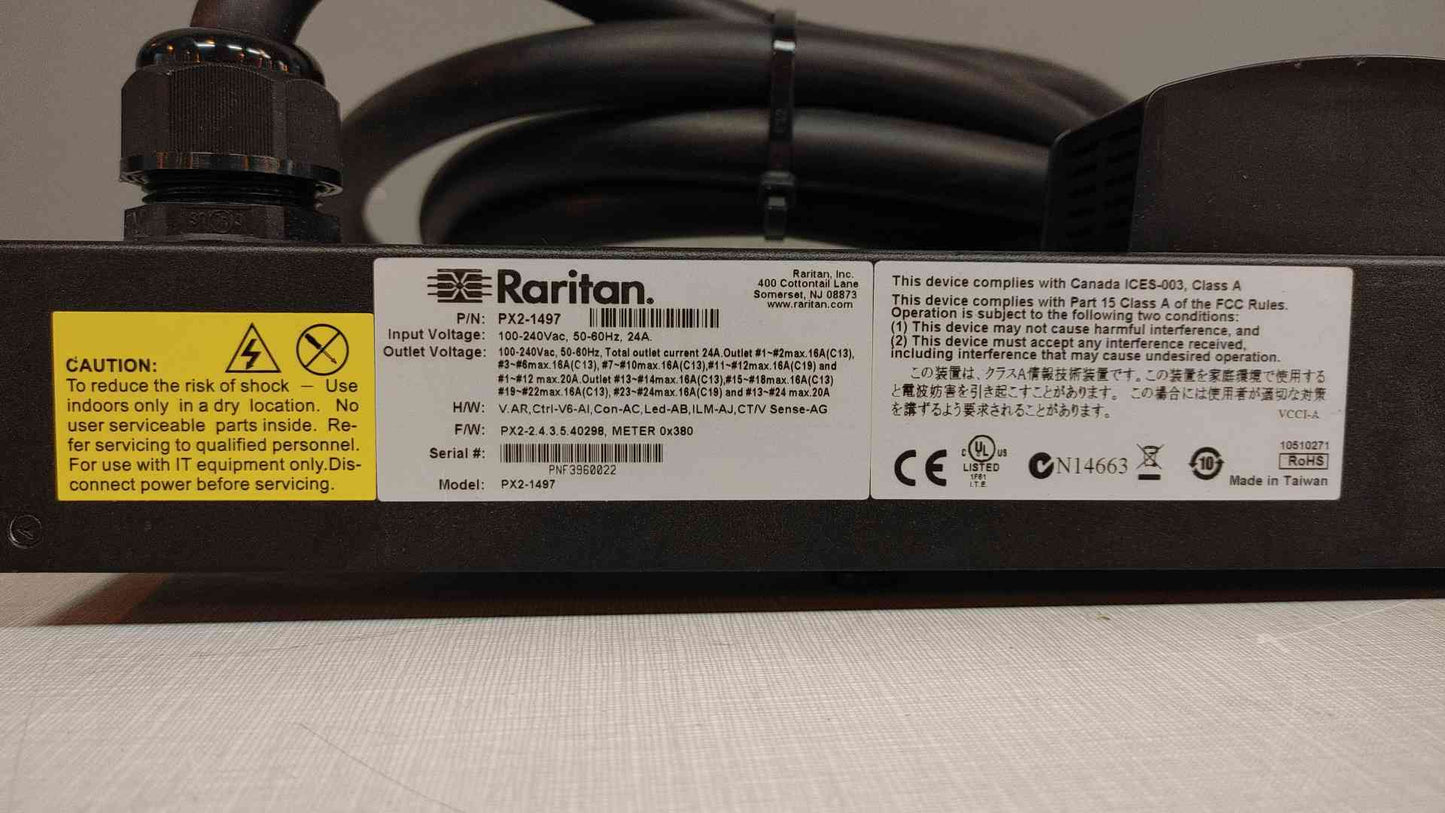 CAUTION:
To reduce the risk of shock — Use
indoors only in a dry location. No
user serviceable parts inside. Re-
fer servicing to qualified personnel.
For use with IT equipment only.Dis-
connect power before servicing.
Raritan.
Raritan, Inc.
400 Cottontail Lane
Somerset, NJ 08873
www.raritan.com
P/N: PX2-1497
Input Voltage: 100-240Vac, 50-60Hz, 24A.
Outlet Voltage: 100-240Vac, 50-60Hz, Total outlet current 24A.Outlet #1~#2max.16A(C13),
#3~#6max.16A(C13), #7~#10max.16A(C13),#11~#12max.16A(C19) and
#1~#12 max.20A.Outlet #13~#14max.16A(C13),#15~#18max.16A(C13)
#19~#22max.16A(C13), #23~#24max.16A(C19) and #13~#24 max.20A
H/W: V.AR,Ctrl-V6-AI,Con-AC,Led-AB,ILM-AJ,CT/V Sense-AG
F/W: PX2-2.4.3.5.40298, METER 0x380
Serial #:
PNF3960022
Model: PX2-1497
This device complies with Canada ICES-003, Class A
This device complies with Part 15 Class A of the FCC Rules.
Operation is subject to the following two conditions:
(1) This device may not cause harmful interference, and
(2) This device must accept any interference received,
including interference that may cause undesired operation.
この装置は、クラスA情報技術装置です。この装置を家庭環境で使用する
と電波妨害を引き起こすことがあります。この場合には使用者が適切な対策
を講ずるよう要求されることがあります。
VCCI-A
CE
C UL US
LISTED
1F61
I.T.E.
N14663
10
10510271
RoHS
Made in Taiwan